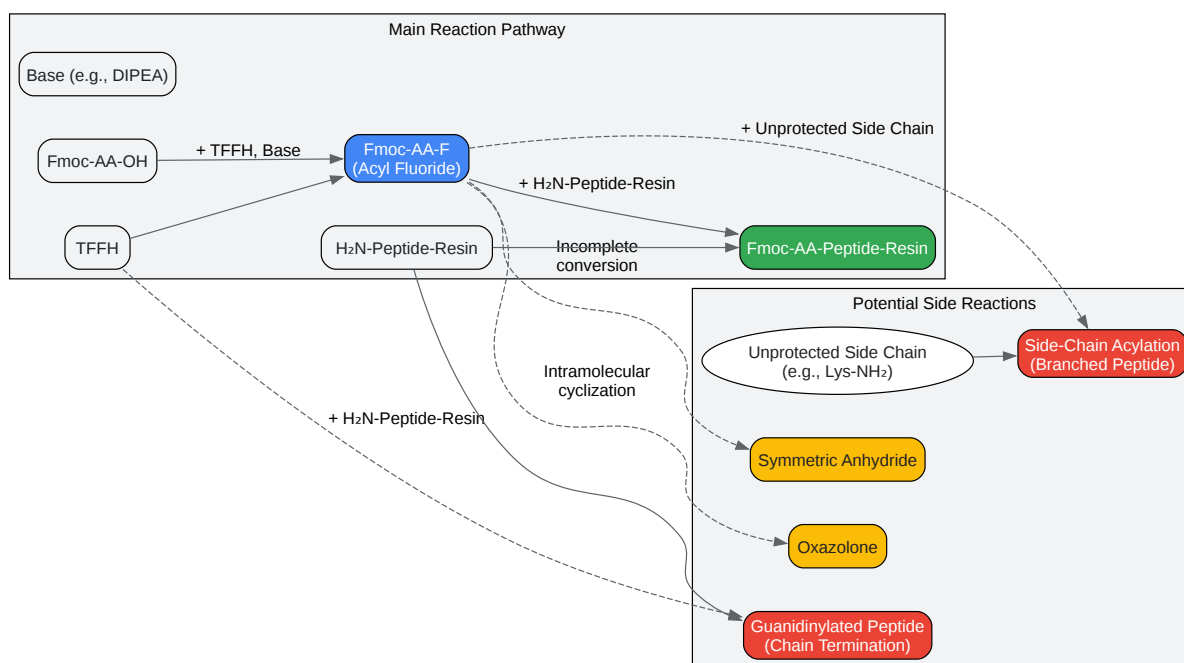 Main Reaction Pathway
Base (e.g., DIPEA)
+ Unprotected Side Chain
Fmoc-AA-OH
+ TFFH, Base
Fmoc-AA-F
(Acyl Fluoride)
+ H₂N-Peptide-Resin
TFFH
H₂N-Peptide-Resin
Incomplete
conversion
Fmoc-AA-Peptide-Resin
Potential Side Reactions
Unprotected Side Chain
(e.g., Lys-NH₂)
Side-Chain Acylation
(Branched Peptide)
Intramolecular
cyclization
+ H₂N-Peptide-Resin
Symmetric Anhydride
Oxazolone
Guanidinylated Peptide
(Chain Termination)